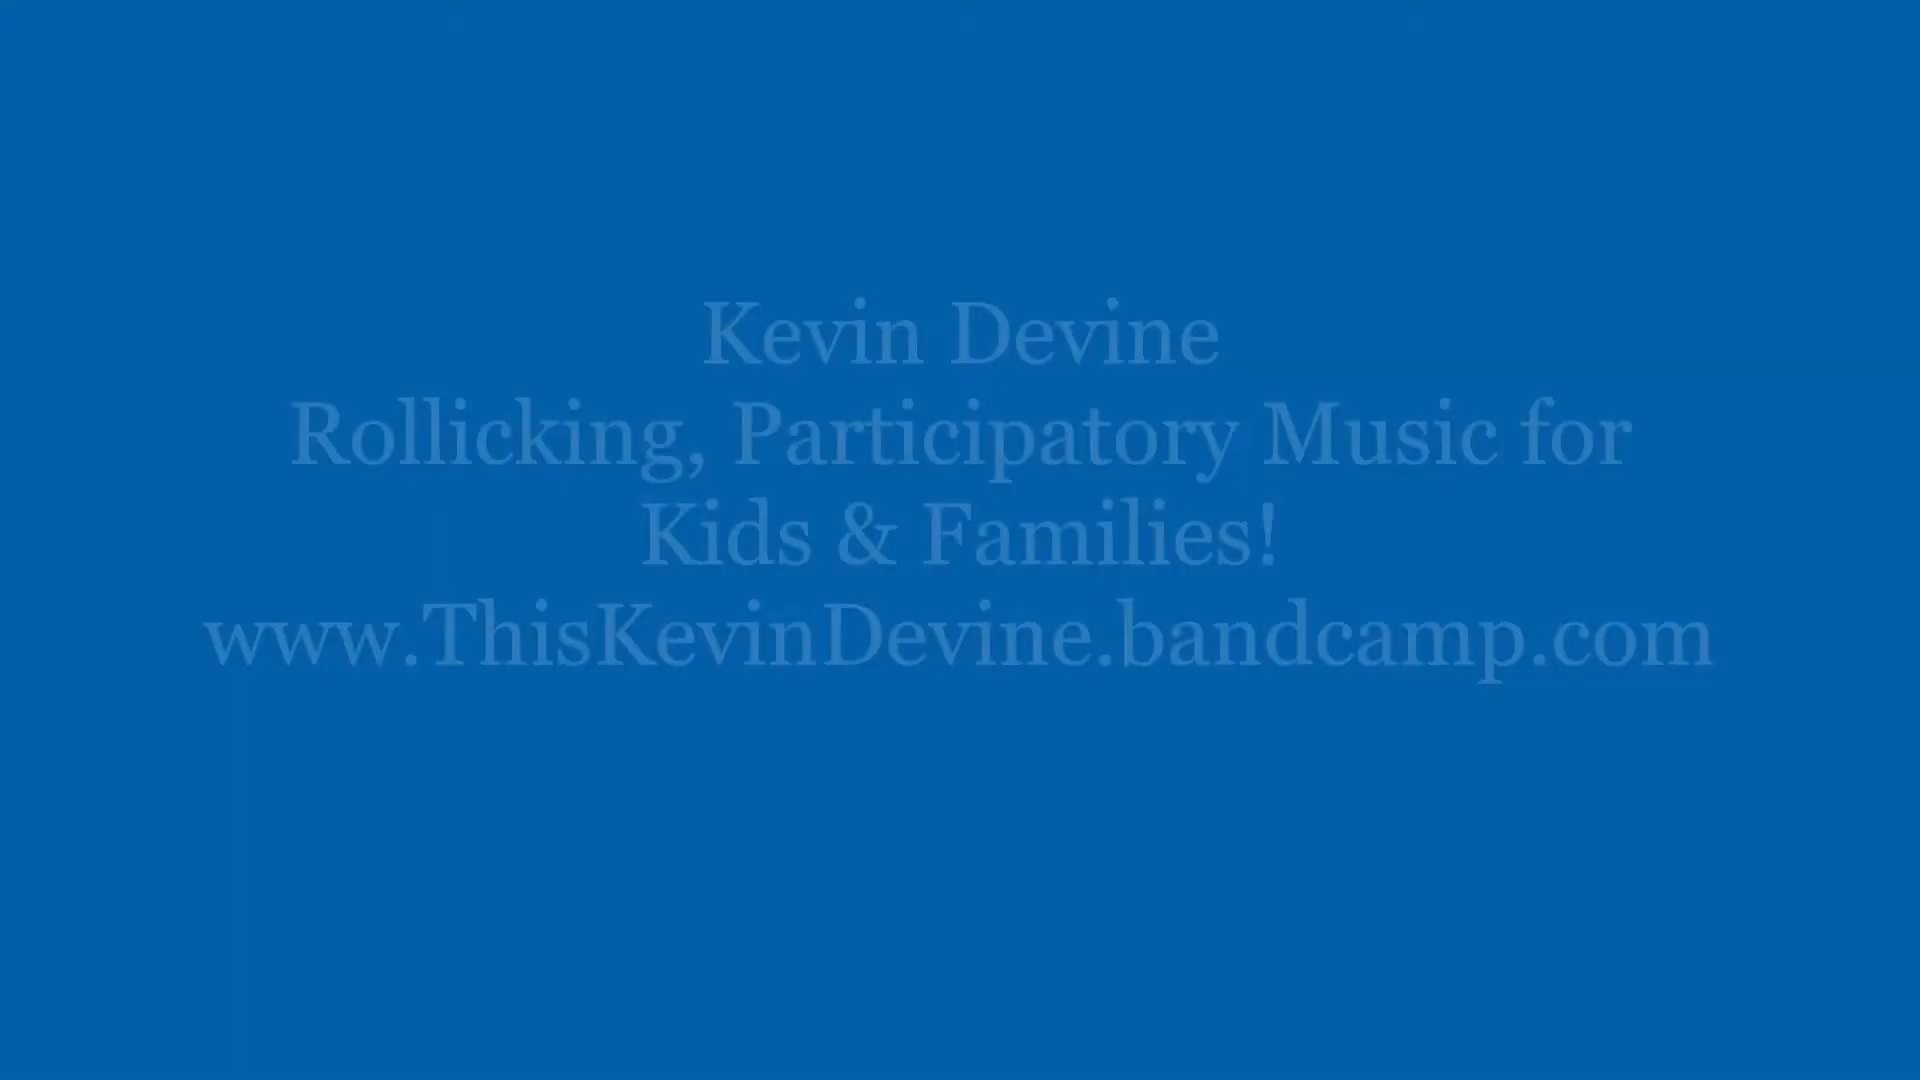 Kevin Devine
Rollicking, Participatory Music for
Kids & Families!
www.ThisKevinDevine.bandcamp.com